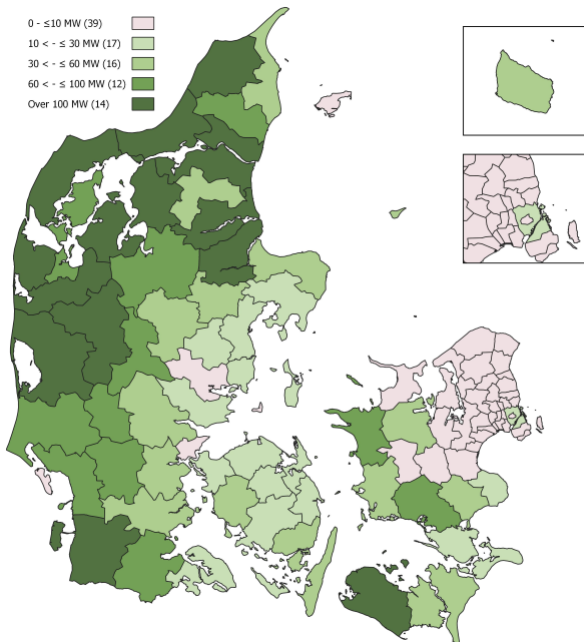 0 - ≤10 MW (39)
10 < - ≤ 30 MW (17)
30 < - ≤ 60 MW (16)
60 < - ≤ 100 MW (12)
Over 100 MW (14)